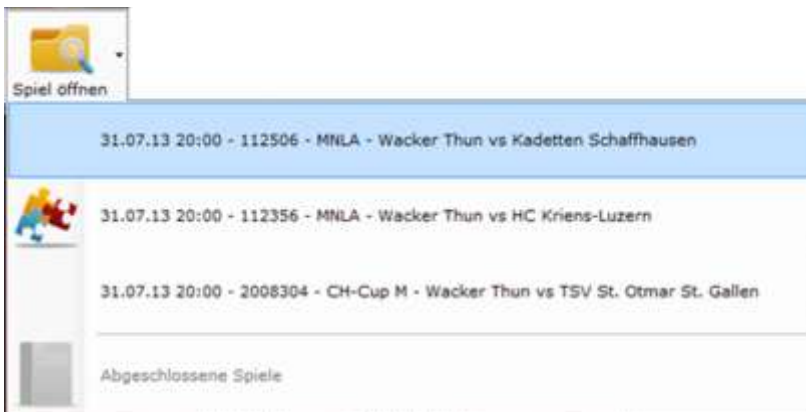 Spiel öffnen
31.07.13 20:00 - 112506 - MNLA - Wacker Thun vs Kadetten Schaffhausen
31.07.13 20:00 - 112356 - MNLA - Wacker Thun vs HC Kriens-Luzern
31.07.13 20:00 - 2008304 - CH-Cup M - Wacker Thun vs TSV St. Otmar St. Gallen
Abgeschlossene Spiele